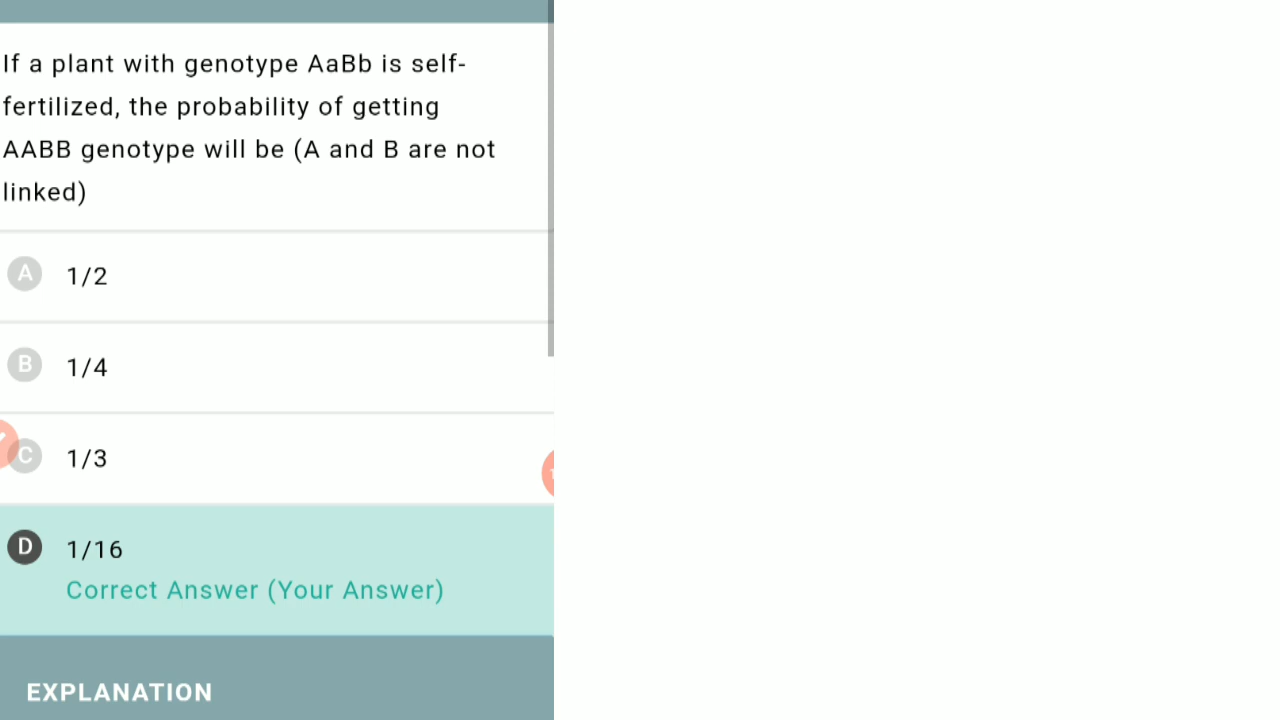 If a plant with genotype AaBb is self-
fertilized, the probability of getting
AABB genotype will be (A and B are not
linked)
A 1/2
B 1/4
C 1/3
D 1/16
Correct Answer (Your Answer)
EXPLANATION